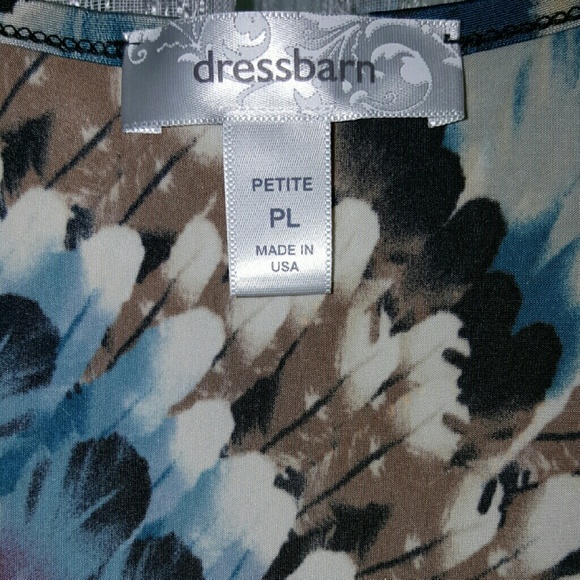 dressbarn
PETITE
PL
MADE IN
USA